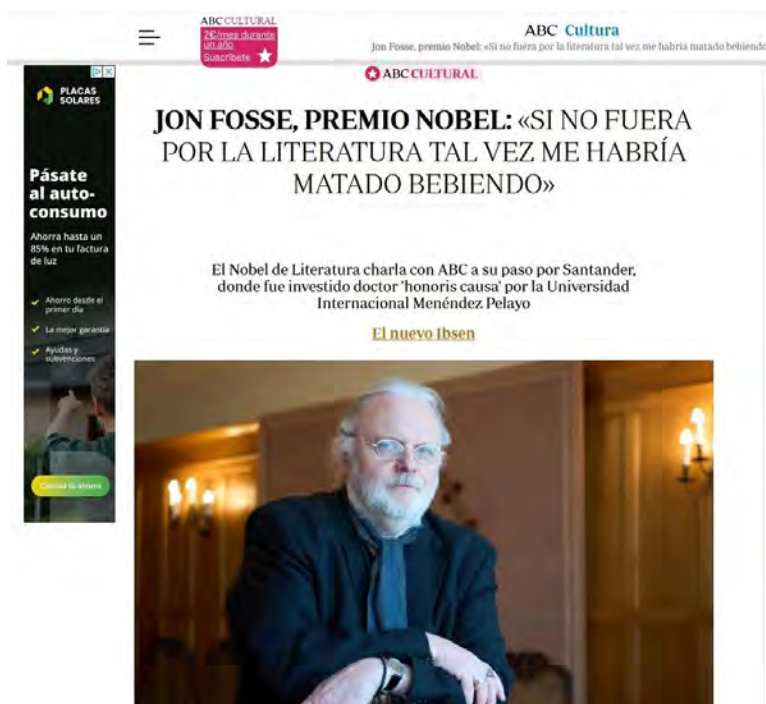 ABC CULTURAL
2€/mes durante
un año
Suscríbete
ABC Cultura
Jon Fosse, premio Nobel: «Si no fuera por la literatura tal vez me habría matado bebiendo
ABC CULTURAL
PLACAS
SOLARES
JON FOSSE, PREMIO NOBEL: «SI NO FUERA
POR LA LITERATURA TAL VEZ ME HABRÍA
MATADO BEBIENDO»
Pásate
al auto-
consumo
Ahorra hasta un
85% en tu factura
de luz
Ahorro desde el
primer día
La mejor garantía
Ayudas y
subvenciones
Calcula tu ahorro
El Nobel de Literatura charla con ABC a su paso por Santander,
donde fue investido doctor 'honoris causa' por la Universidad
Internacional Menéndez Pelayo
El nuevo Ibsen